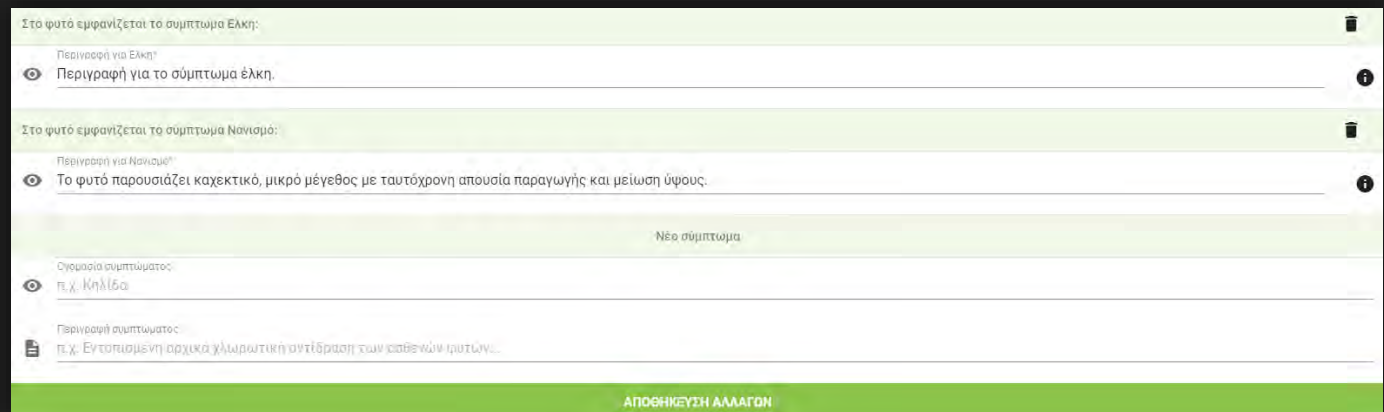 Στο φυτό εμφανίζεται το συμπτωμα Ελκη:
Περιγραφή για Ελκη*
Περιγραφή για το σύμπτωμα έλκη.
Στο φυτό εμφανίζεται το σύμπτωμα Νανισμό:
Περιγραφή για Νανισμό*
Το φυτό παρουσιάζει καχεκτικό, μικρό μέγεθος με ταυτόχρονη απουσία παραγωγής και μείωση ύψους.
Νέο σύμπτωμα
Ονομασία συμπτώματος
π.χ. Κηλίδα
Περιγραφή συμπτώματος
π.χ. Εντοπισμένη αρχικά χλωρωτική αντίδραση των ασθενών φυτών...
ΑΠΟΘΗΚΕΥΣΗ ΑΛΛΑΓΩΝ